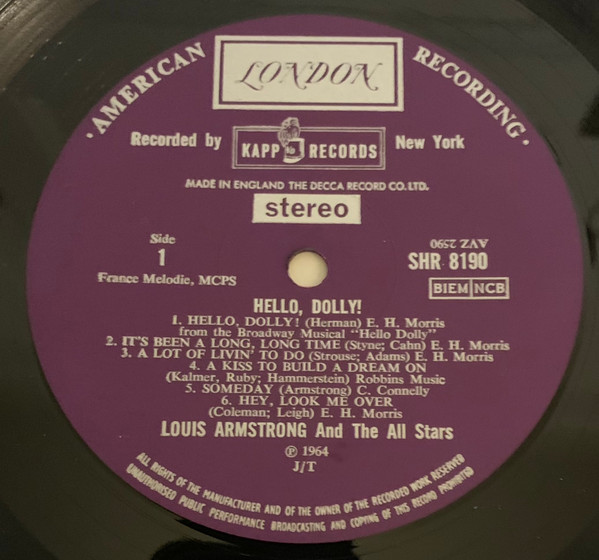 · AMERICAN RECORDING ·
LONDON
Recorded by KAPP RECORDS New York
MADE IN ENGLAND THE DECCA RECORD CO. LTD.
stereo
Side
1
France Melodie, MCPS
AVZ 2590
SHR 8190
BIEM NCB
HELLO, DOLLY!
1. HELLO, DOLLY! (Herman) E. H. Morris
from the Broadway Musical "Hello Dolly"
2. IT'S BEEN A LONG, LONG TIME (Styne; Cahn) E. H. Morris
3. A LOT OF LIVIN' TO DO (Strouse; Adams) E. H. Morris
4. A KISS TO BUILD A DREAM ON
(Kalmer, Ruby; Hammerstein) Robbins Music
5. SOMEDAY (Armstrong) C. Connelly
6. HEY, LOOK ME OVER
(Coleman; Leigh) E. H. Morris
LOUIS ARMSTRONG And The All Stars
℗ 1964
J/T
ALL RIGHTS OF THE MANUFACTURER AND OF THE OWNER OF THE RECORDED WORK RESERVED
UNAUTHORISED PUBLIC PERFORMANCE BROADCASTING AND COPYING OF THIS RECORD PROHIBITED